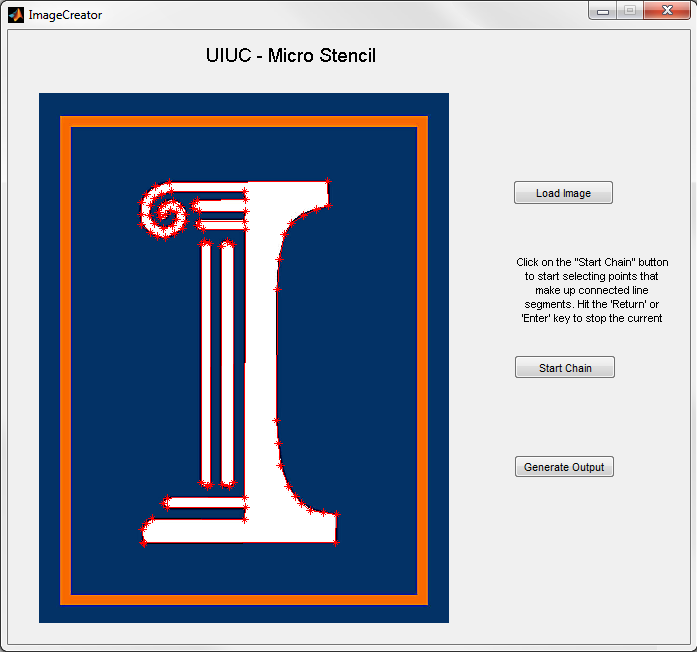 ImageCreator
UIUC - Micro Stencil
Load Image
Click on the "Start Chain" button
to start selecting points that
make up connected line
segments. Hit the 'Return' or
'Enter' key to stop the current
Start Chain
Generate Output